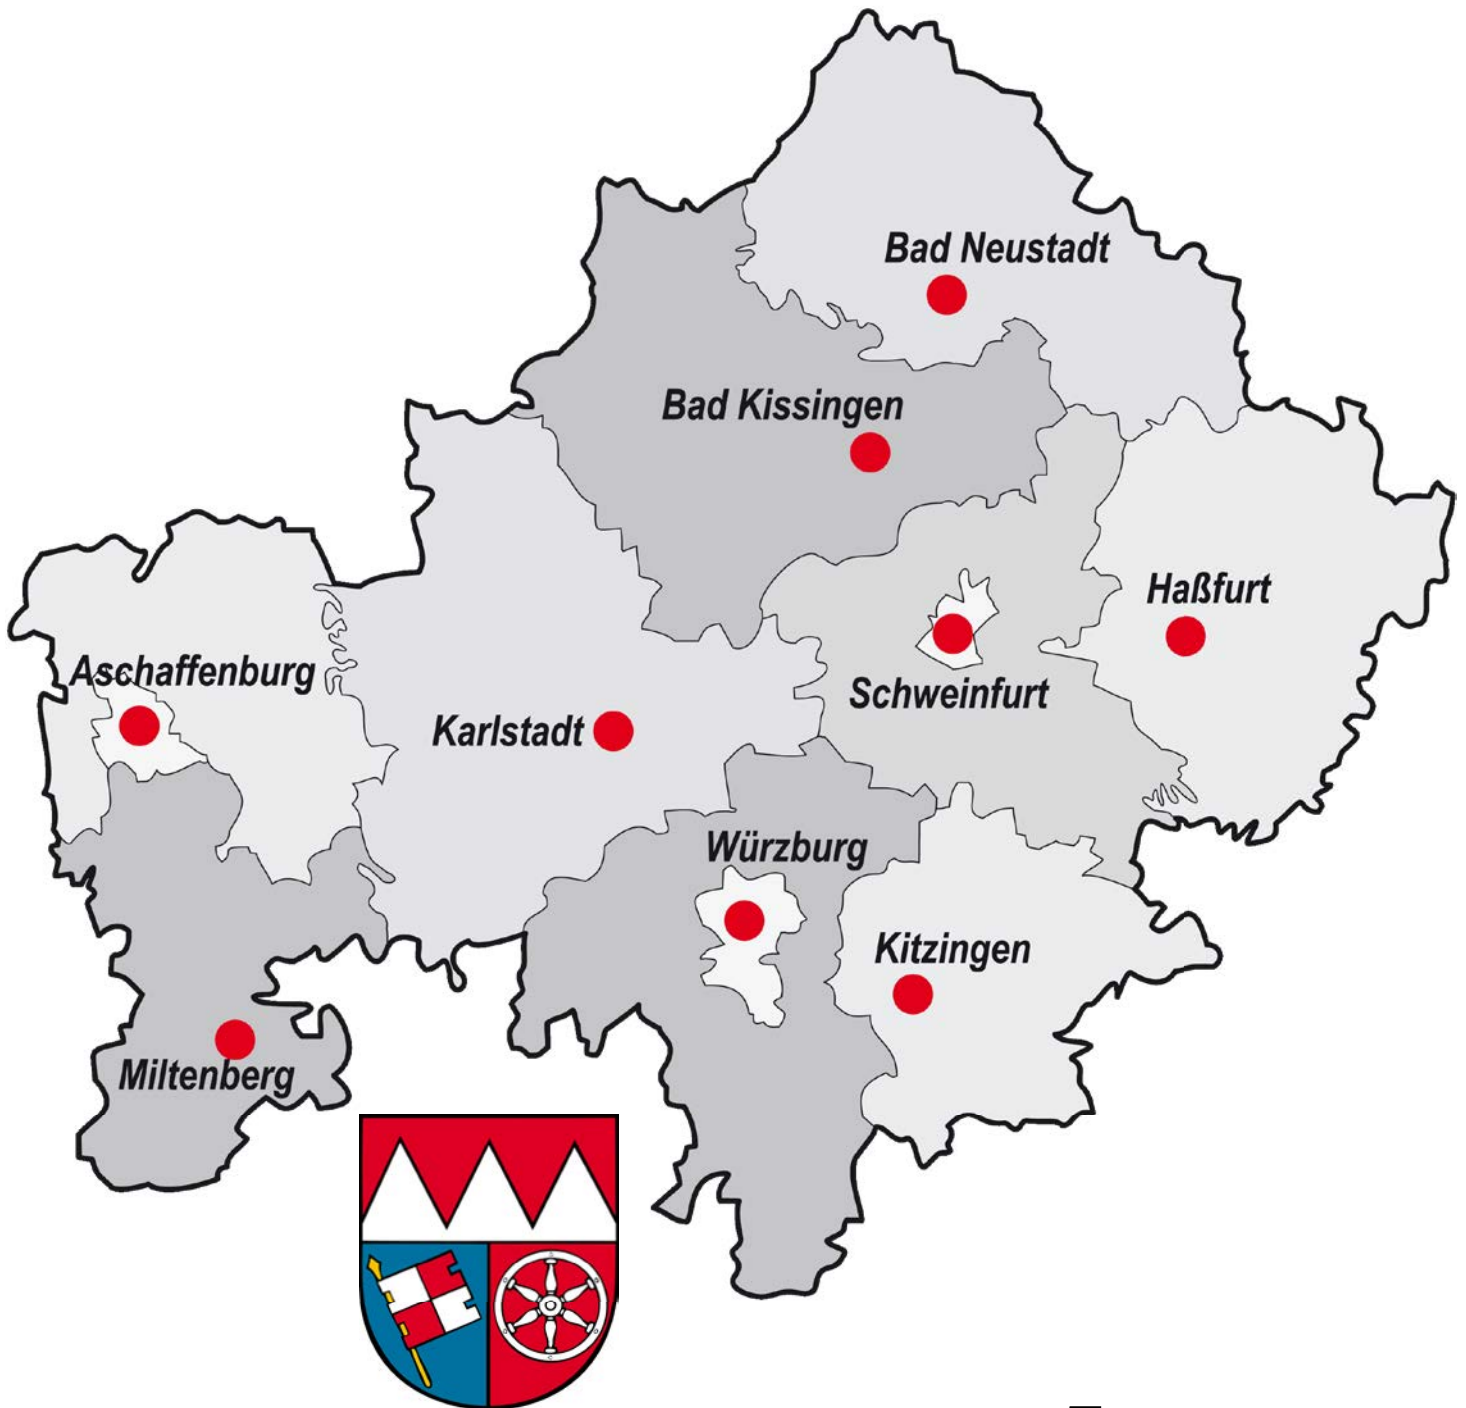 Bad Neustadt
Bad Kissingen
Haßfurt
Aschaffenburg
Schweinfurt
Karlstadt
Würzburg
Kitzingen
Miltenberg